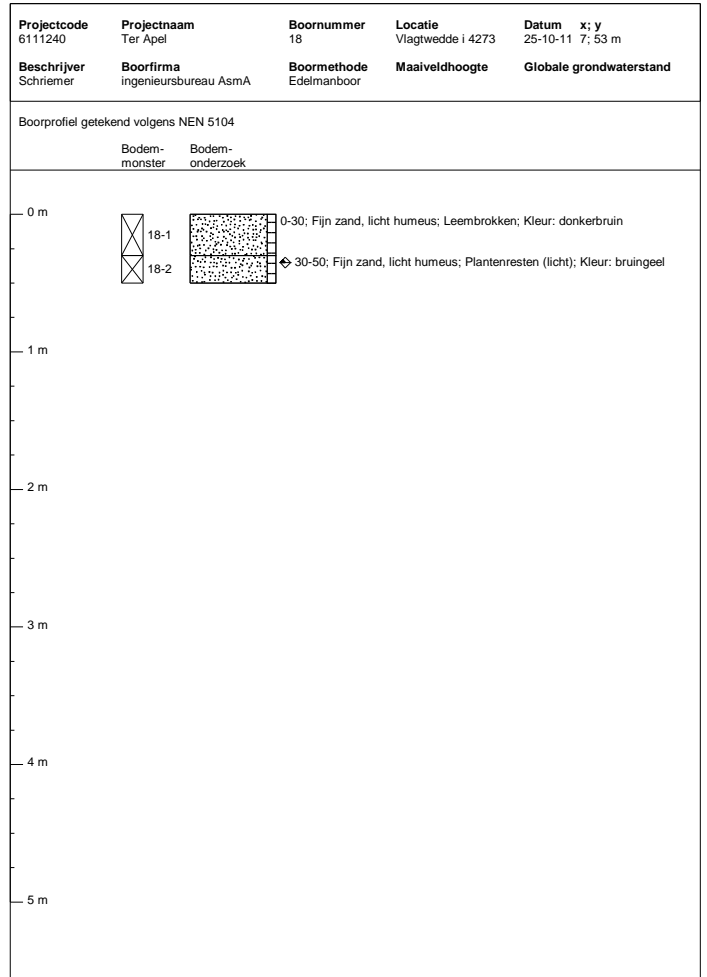 Projectcode Projectnaam Boornummer Locatie Datum x; y
6111240 Ter Apel 18 Vlagtwedde i 4273 25-10-11 7; 53 m
Beschrijver Boorfirma Boormethode Maaiveldhoogte Globale grondwaterstand
Schriemer ingenieursbureau AsmA Edelmanboor
Boorprofiel getekend volgens NEN 5104
Bodem- Bodem-
monster onderzoek
0 m
0-30; Fijn zand, licht humeus; Leembrokken; Kleur: donkerbruin
18-1
30-50; Fijn zand, licht humeus; Plantenresten (licht); Kleur: bruingeel
18-2
1 m
2 m
3 m
4 m
5 m